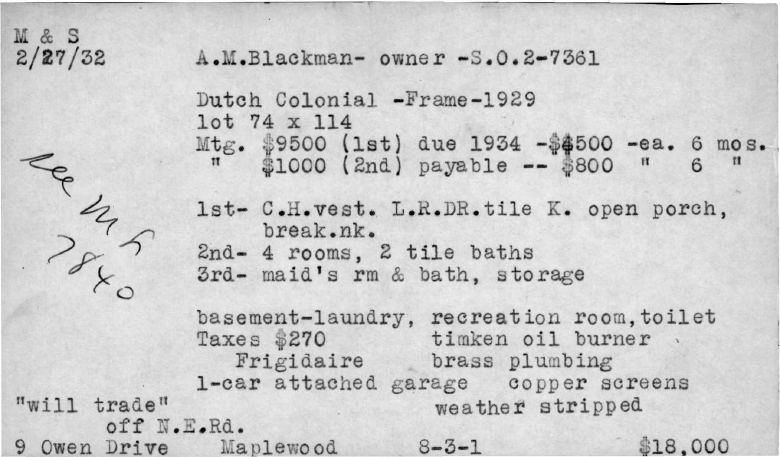 M & S
2/27/32 A.M.Blackman- owner -S.O.2-7361
Dutch Colonial -Frame-1929
lot 74 x 114
Mtg. $9500 (1st) due 1934 -$$500 -ea. 6 mos.
" $1000 (2nd) payable -- $800 " 6 "
see M L
7840
1st- C.H.vest. L.R.DR.tile K. open porch,
break.nk.
2nd- 4 rooms, 2 tile baths
3rd- maid's rm & bath, storage
basement-laundry, recreation room,toilet
Taxes $270 timken oil burner
Frigidaire brass plumbing
1-car attached garage copper screens
"will trade" weather stripped
off N.E.Rd.
9 Owen Drive Maplewood 8-3-1 $18,000